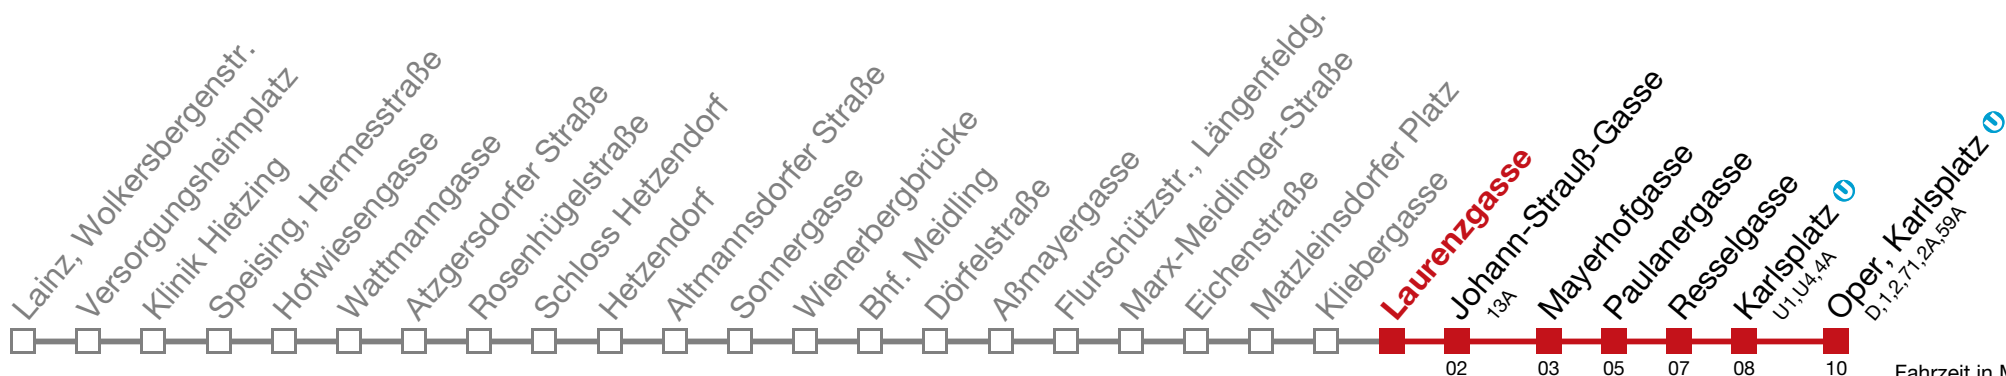 Lainz, Wolkersbergenstr.
Versorgungsheimplatz
Klinik Hietzing
Speising, Hermesstraße
Hofwiesengasse
Wattmanngasse
Atzgersdorfer Straße
Rosenhügelstraße
Schloss Hetzendorf
Hetzendorf
Altmannsdorfer Straße
Sonnergasse
Wienerbergbrücke
Bhf. Meidling
Dörfelstraße
Aßmayergasse
Flurschützstr., Längenfeldg.
Marx-Meidlinger-Straße
Eichenstraße
Matzleinsdorfer Platz
Kliebergasse
Laurenzgasse
Johann-Strauß-Gasse
13A
Mayerhofgasse
Paulanergasse
Resselgasse
Karlsplatz U
U1,U4,4A
Oper, Karlsplatz U
D,1,2,71,2A,59A
02 03 05 07 08 10
Fahrzeit in M